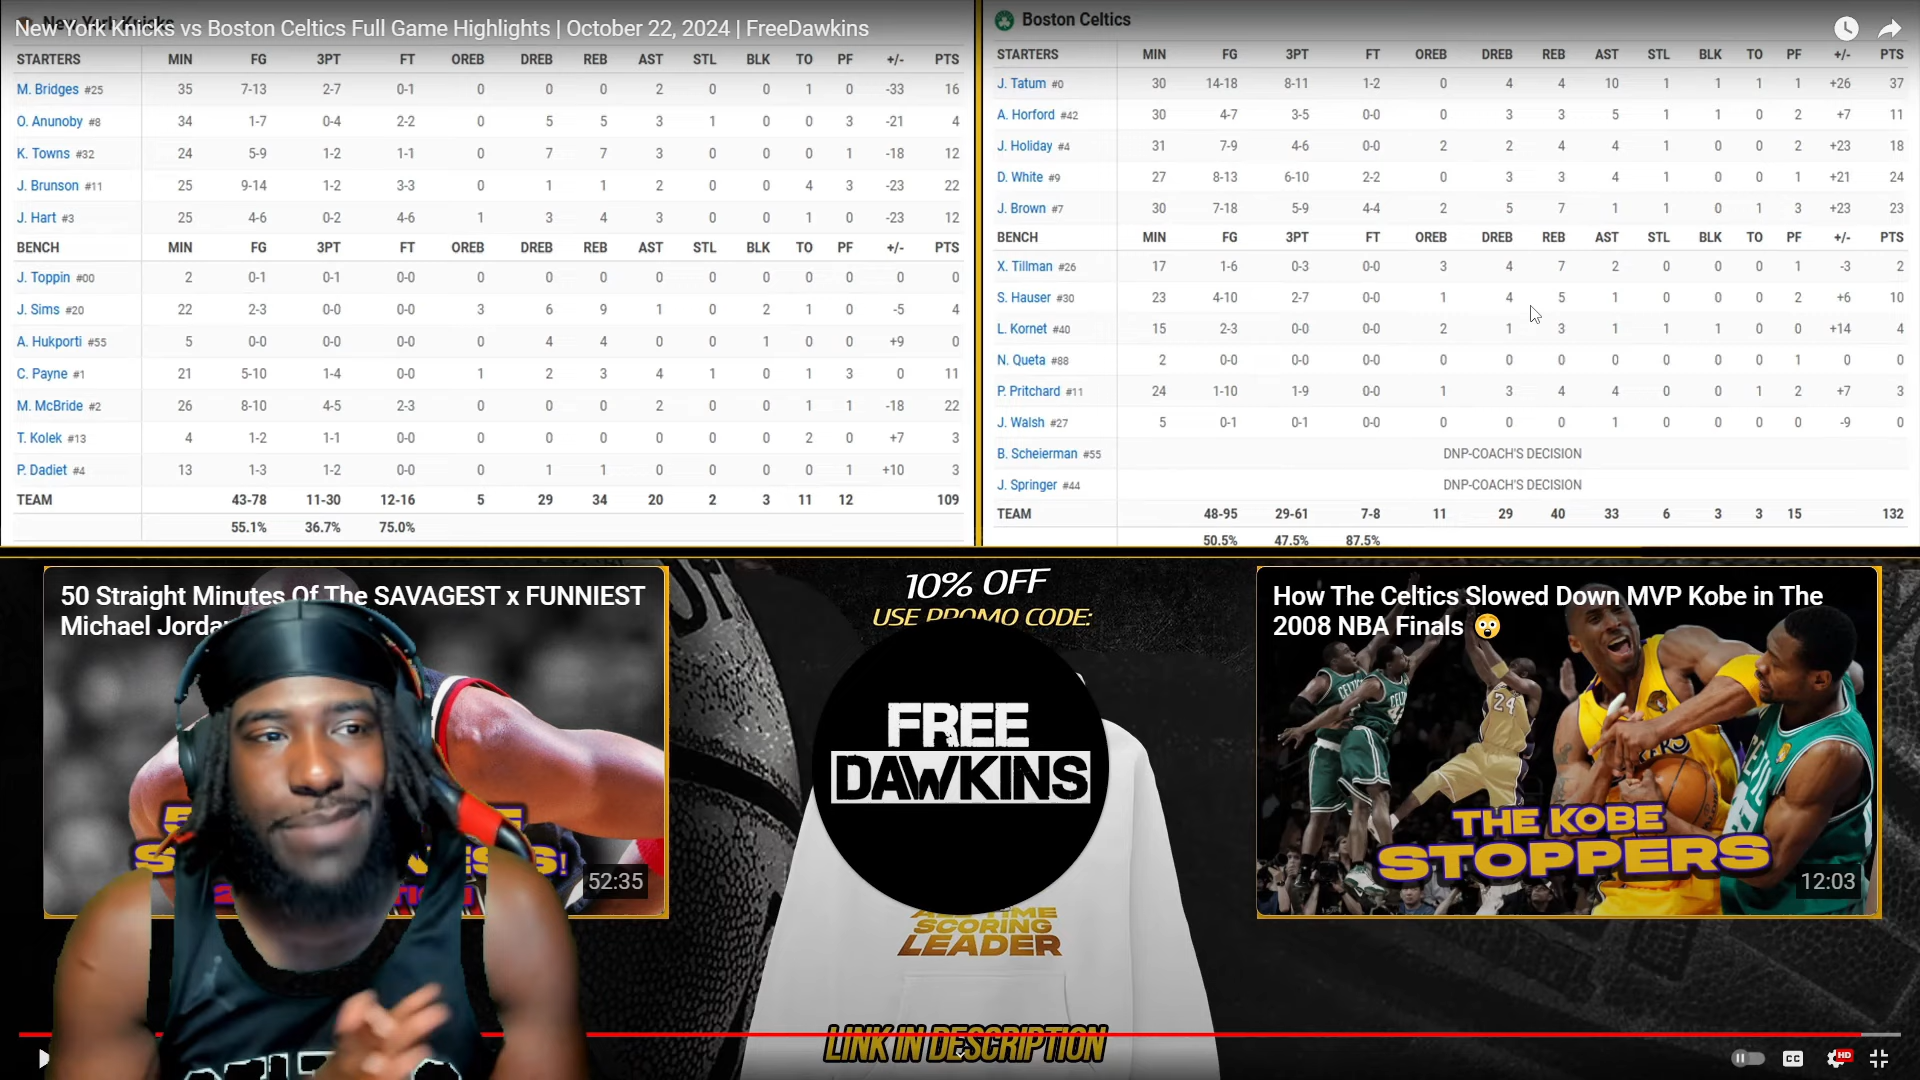 New York Knicks
New York Knicks vs Boston Celtics Full Game Highlights | October 22, 2024 | FreeDawkins
STARTERS MIN FG 3PT FT OREB DREB REB AST STL BLK TO PF +/- PTS
M. Bridges #25 35 7-13 2-7 0-1 0 0 0 2 0 0 1 0 -33 16
O. Anunoby #8 34 1-7 0-4 2-2 0 5 5 3 1 0 0 3 -21 4
K. Towns #32 24 5-9 1-2 1-1 0 7 7 3 0 0 0 1 -18 12
J. Brunson #11 25 9-14 1-2 3-3 0 1 1 2 0 0 4 3 -23 22
J. Hart #3 25 4-6 0-2 4-6 1 3 4 3 0 0 1 0 -23 12
BENCH MIN FG 3PT FT OREB DREB REB AST STL BLK TO PF +/- PTS
J. Toppin #00 2 0-1 0-1 0-0 0 0 0 0 0 0 0 0 0 0
J. Sims #20 22 2-3 0-0 0-0 3 6 9 1 0 2 1 0 -5 4
A. Hukporti #55 5 0-0 0-0 0-0 0 4 4 0 0 1 0 0 +9 0
C. Payne #1 21 5-10 1-4 0-0 1 2 3 4 1 0 1 3 0 11
M. McBride #2 26 8-10 4-5 2-3 0 0 0 2 0 0 1 1 -18 22
T. Kolek #13 4 1-2 1-1 0-0 0 0 0 0 0 0 2 0 +7 3
P. Dadiet #4 13 1-3 1-2 0-0 0 1 1 0 0 0 0 1 +10 3
TEAM 43-78 11-30 12-16 5 29 34 20 2 3 11 12 109
55.1% 36.7% 75.0%
Boston Celtics
STARTERS MIN FG 3PT FT OREB DREB REB AST STL BLK TO PF +/- PTS
J. Tatum #0 30 14-18 8-11 1-2 0 4 4 10 1 1 1 1 +26 37
A. Horford #42 30 4-7 3-5 0-0 0 3 3 5 1 1 0 2 +7 11
J. Holiday #4 31 7-9 4-6 0-0 2 2 4 4 1 0 0 2 +23 18
D. White #9 27 8-13 6-10 2-2 0 3 3 4 1 0 0 1 +21 24
J. Brown #7 30 7-18 5-9 4-4 2 5 7 1 1 0 1 3 +23 23
BENCH MIN FG 3PT FT OREB DREB REB AST STL BLK TO PF +/- PTS
X. Tillman #26 17 1-6 0-3 0-0 3 4 7 2 0 0 0 1 -3 2
S. Hauser #30 23 4-10 2-7 0-0 1 4 5 1 0 0 0 2 +6 10
L. Kornet #40 15 2-3 0-0 0-0 2 1 3 1 1 1 0 0 +14 4
N. Queta #88 2 0-0 0-0 0-0 0 0 0 0 0 0 0 1 0 0
P. Pritchard #11 24 1-10 1-9 0-0 1 3 4 4 0 0 1 2 +7 3
J. Walsh #27 5 0-1 0-1 0-0 0 0 0 1 0 0 0 0 -9 0
B. Scheierman #55 DNP-COACH'S DECISION
J. Springer #44 DNP-COACH'S DECISION
TEAM 48-95 29-61 7-8 11 29 40 33 6 3 3 15 132
50.5% 47.5% 87.5%
50 Straight Minutes Of The SAVAGEST x FUNNIEST
Michael
52:35
10% OFF
USE PROMO CODE:
FREE
DAWKINS
ALL TIME
SCORING
LEADER
LINK IN DESCRIPTION
How The Celtics Slowed Down MVP Kobe in The
2008 NBA Finals 😲
CELTIC
24
THE KOBE
STOPPERS
12:03
CC
HD